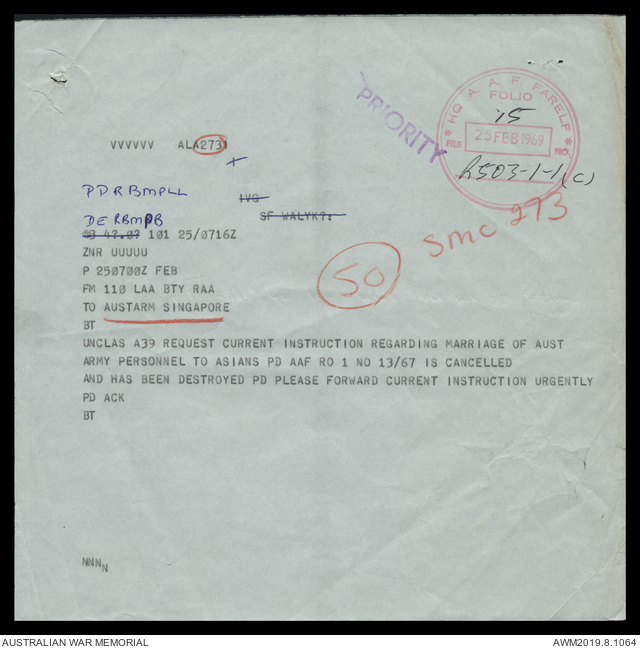 HQ A. A. F. FARELF
FOLIO
15
25 FEB 1969
FILE NO.
R503-1-1(C)
PRIORITY
VVVVVV ALA273
PDRBMPLL
IVG
DE RBMPB
SF WALYK?:
101 25/0716Z
SMC 273
50
ZNR UUUUU
P 250700Z FEB
FM 110 LAA BTY RAA
TO AUSTARM SINGAPORE
BT
UNCLAS A39 REQUEST CURRENT INSTRUCTION REGARDING MARRIAGE OF AUST
ARMY PERSONNEL TO ASIANS PD AAF RO 1 NO 13/67 IS CANCELLED
AND HAS BEEN DESTROYED PD PLEASE FORWARD CURRENT INSTRUCTION URGENTLY
PD ACK
BT
NNNN
AUSTRALIAN WAR MEMORIAL
AWM2019.8.1064